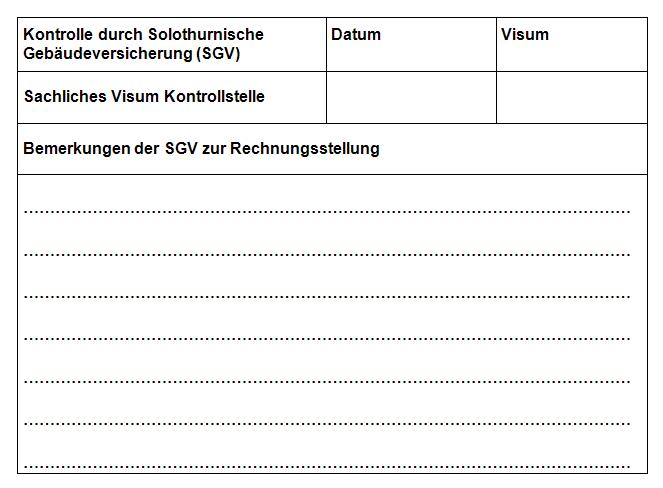 Kontrolle durch Solothurnische Datum Visum
Gebäudeversicherung (SGV)
Sachliches Visum Kontrollstelle
Bemerkungen der SGV zur Rechnungsstellung